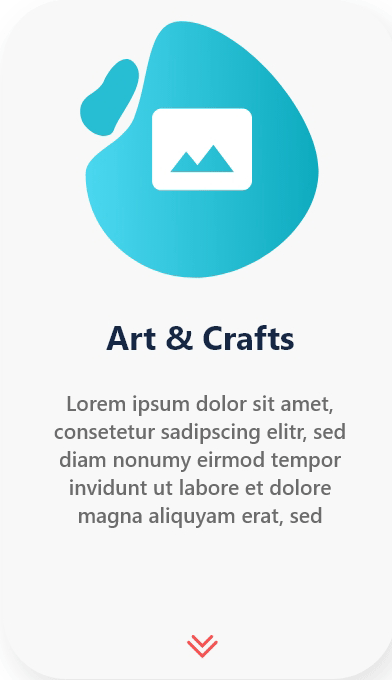 Art & Crafts
Lorem ipsum dolor sit amet,
consetetur sadipscing elitr, sed
diam nonumy eirmod tempor
invidunt ut labore et dolore
magna aliquyam erat, sed